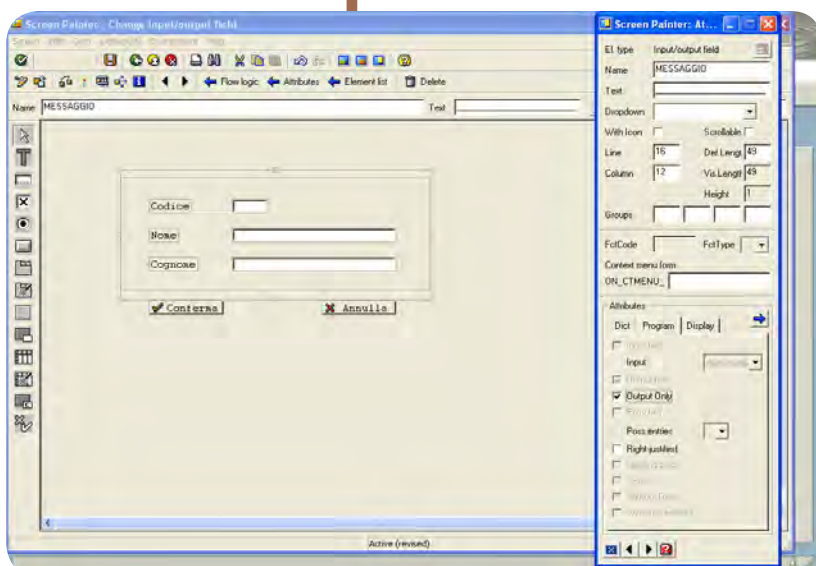 Screen Painter: Change Input/output field
Flow logic
Attributes
Element list
Delete
Name
MESSAGGIO
Text
Codice
Nome
Cognome
Conferma
Annulla
Active (revised)
Screen Painter: At...
El. type Input/output field
Name MESSAGGIO
Text
Dropdown
With Icon Scrollable
Line 16 Def.Lengt 49
Column 12 Vis.Lengt 49
Height 1
Groups
FctCode FctType
Context menu form
ON_CTMENU_
Attributes
Dict Program Display
Input
Output Only
Poss.entries
Right-justified